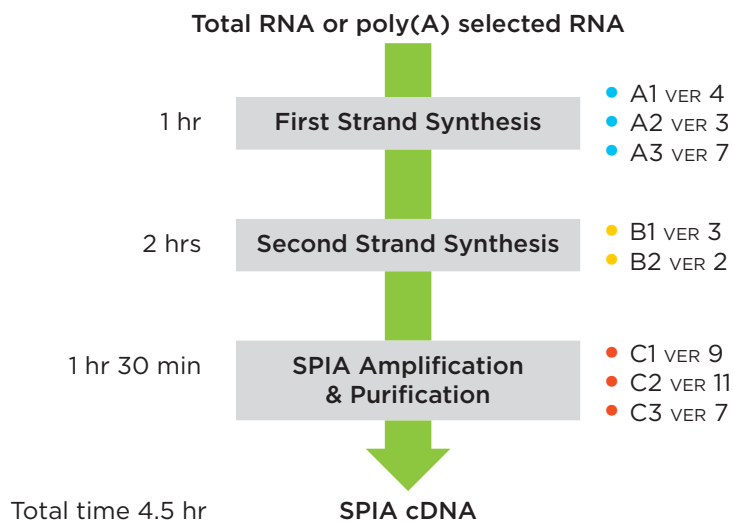 Total RNA or poly(A) selected RNA
1 hr
First Strand Synthesis
A1 VER 4
A2 VER 3
A3 VER 7
2 hrs
Second Strand Synthesis
B1 VER 3
B2 VER 2
1 hr 30 min
SPIA Amplification
& Purification
C1 VER 9
C2 VER 11
C3 VER 7
Total time 4.5 hr
SPIA cDNA